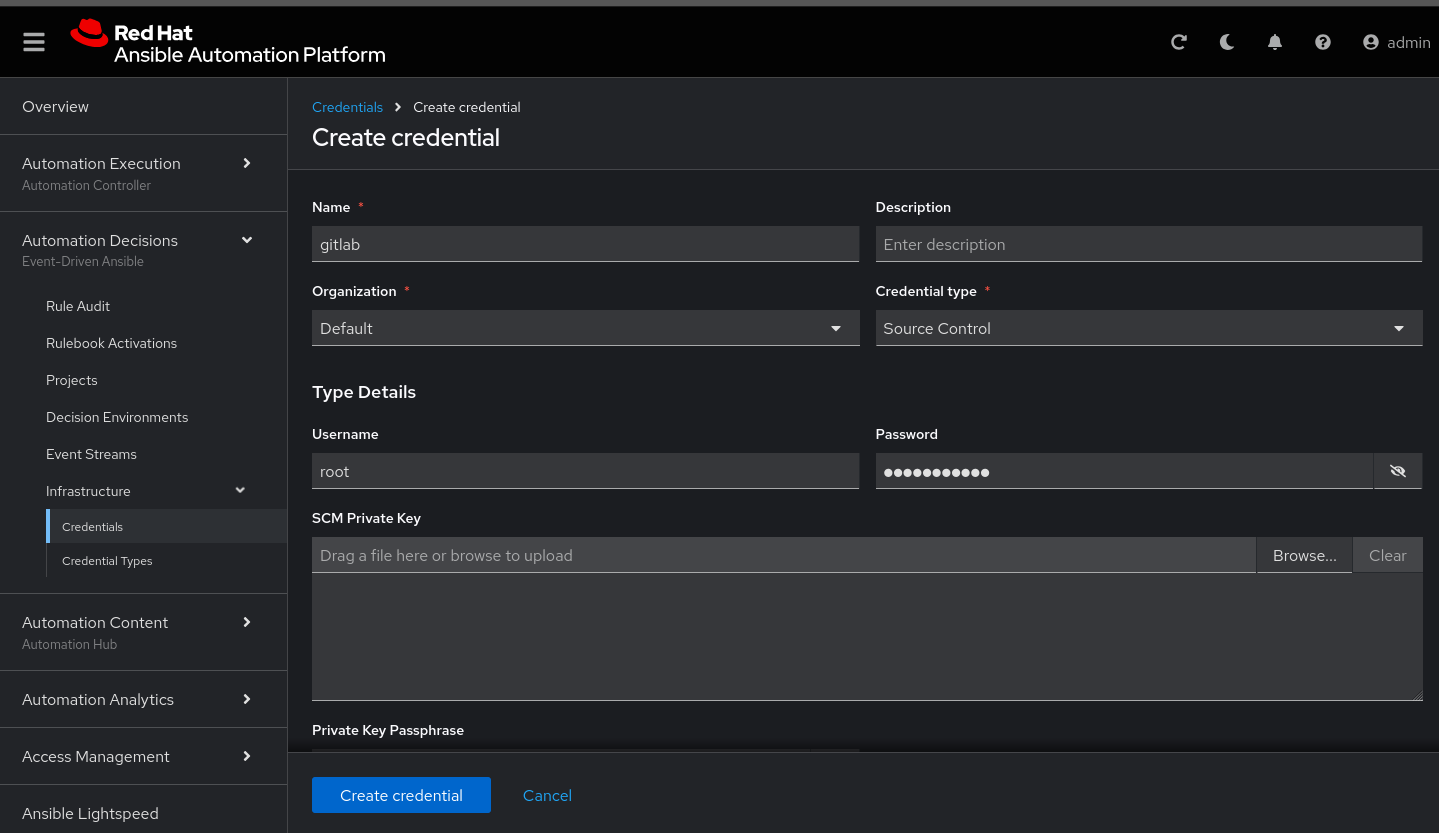 Red Hat
Ansible Automation Platform
admin
Overview
Automation Execution
Automation Controller
Automation Decisions
Event-Driven Ansible
Rule Audit
Rulebook Activations
Projects
Decision Environments
Event Streams
Infrastructure
Credentials
Credential Types
Automation Content
Automation Hub
Automation Analytics
Access Management
Ansible Lightspeed
Credentials > Create credential
Create credential
Name *
gitlab
Description
Enter description
Organization *
Default
Credential type *
Source Control
Type Details
Username
root
Password
●●●●●●●●●●●
SCM Private Key
Drag a file here or browse to upload
Browse...
Clear
Private Key Passphrase
Create credential
Cancel